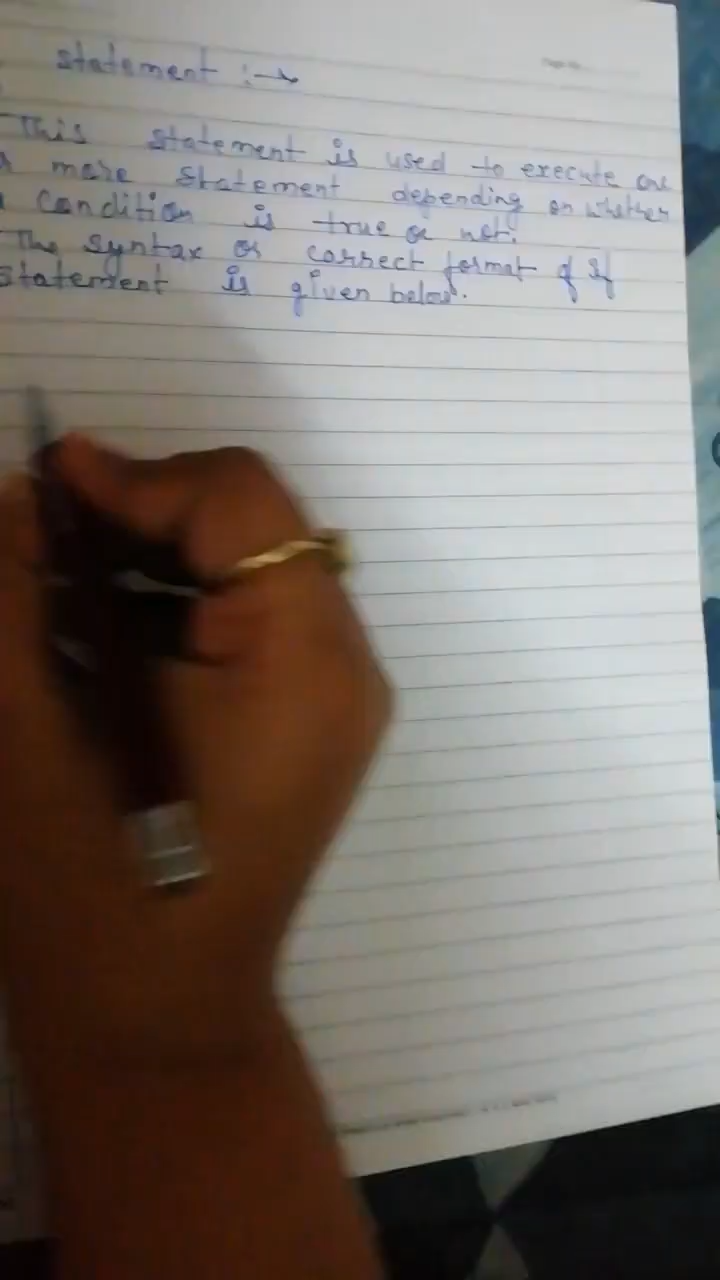 statement :→
This statement is used to execute one
more statement depending on whether
condition is true or not.
The syntax or correct format of if
statement is given below.